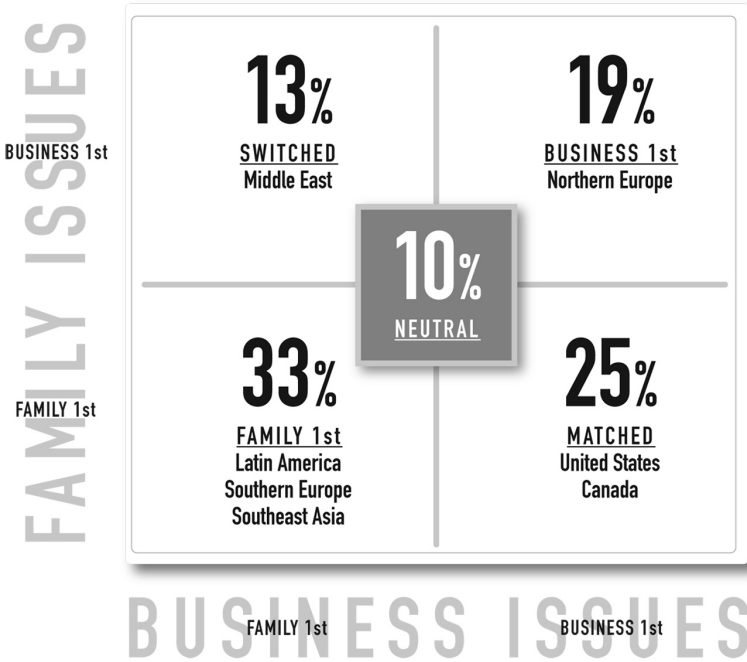 FAMILY ISSUES
BUSINESS 1st
FAMILY 1st
13%
SWITCHED
Middle East
19%
BUSINESS 1st
Northern Europe
10%
NEUTRAL
33%
FAMILY 1st
Latin America
Southern Europe
Southeast Asia
25%
MATCHED
United States
Canada
BUSINESS ISSUES
FAMILY 1st
BUSINESS 1st